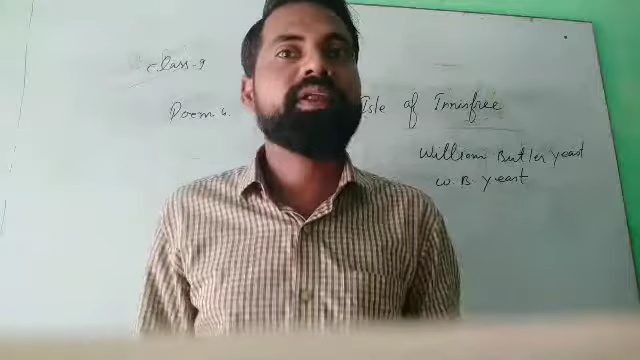 class-9
Poem 6. Isle of Innisfree
William Butler yeast
W. B. yeast